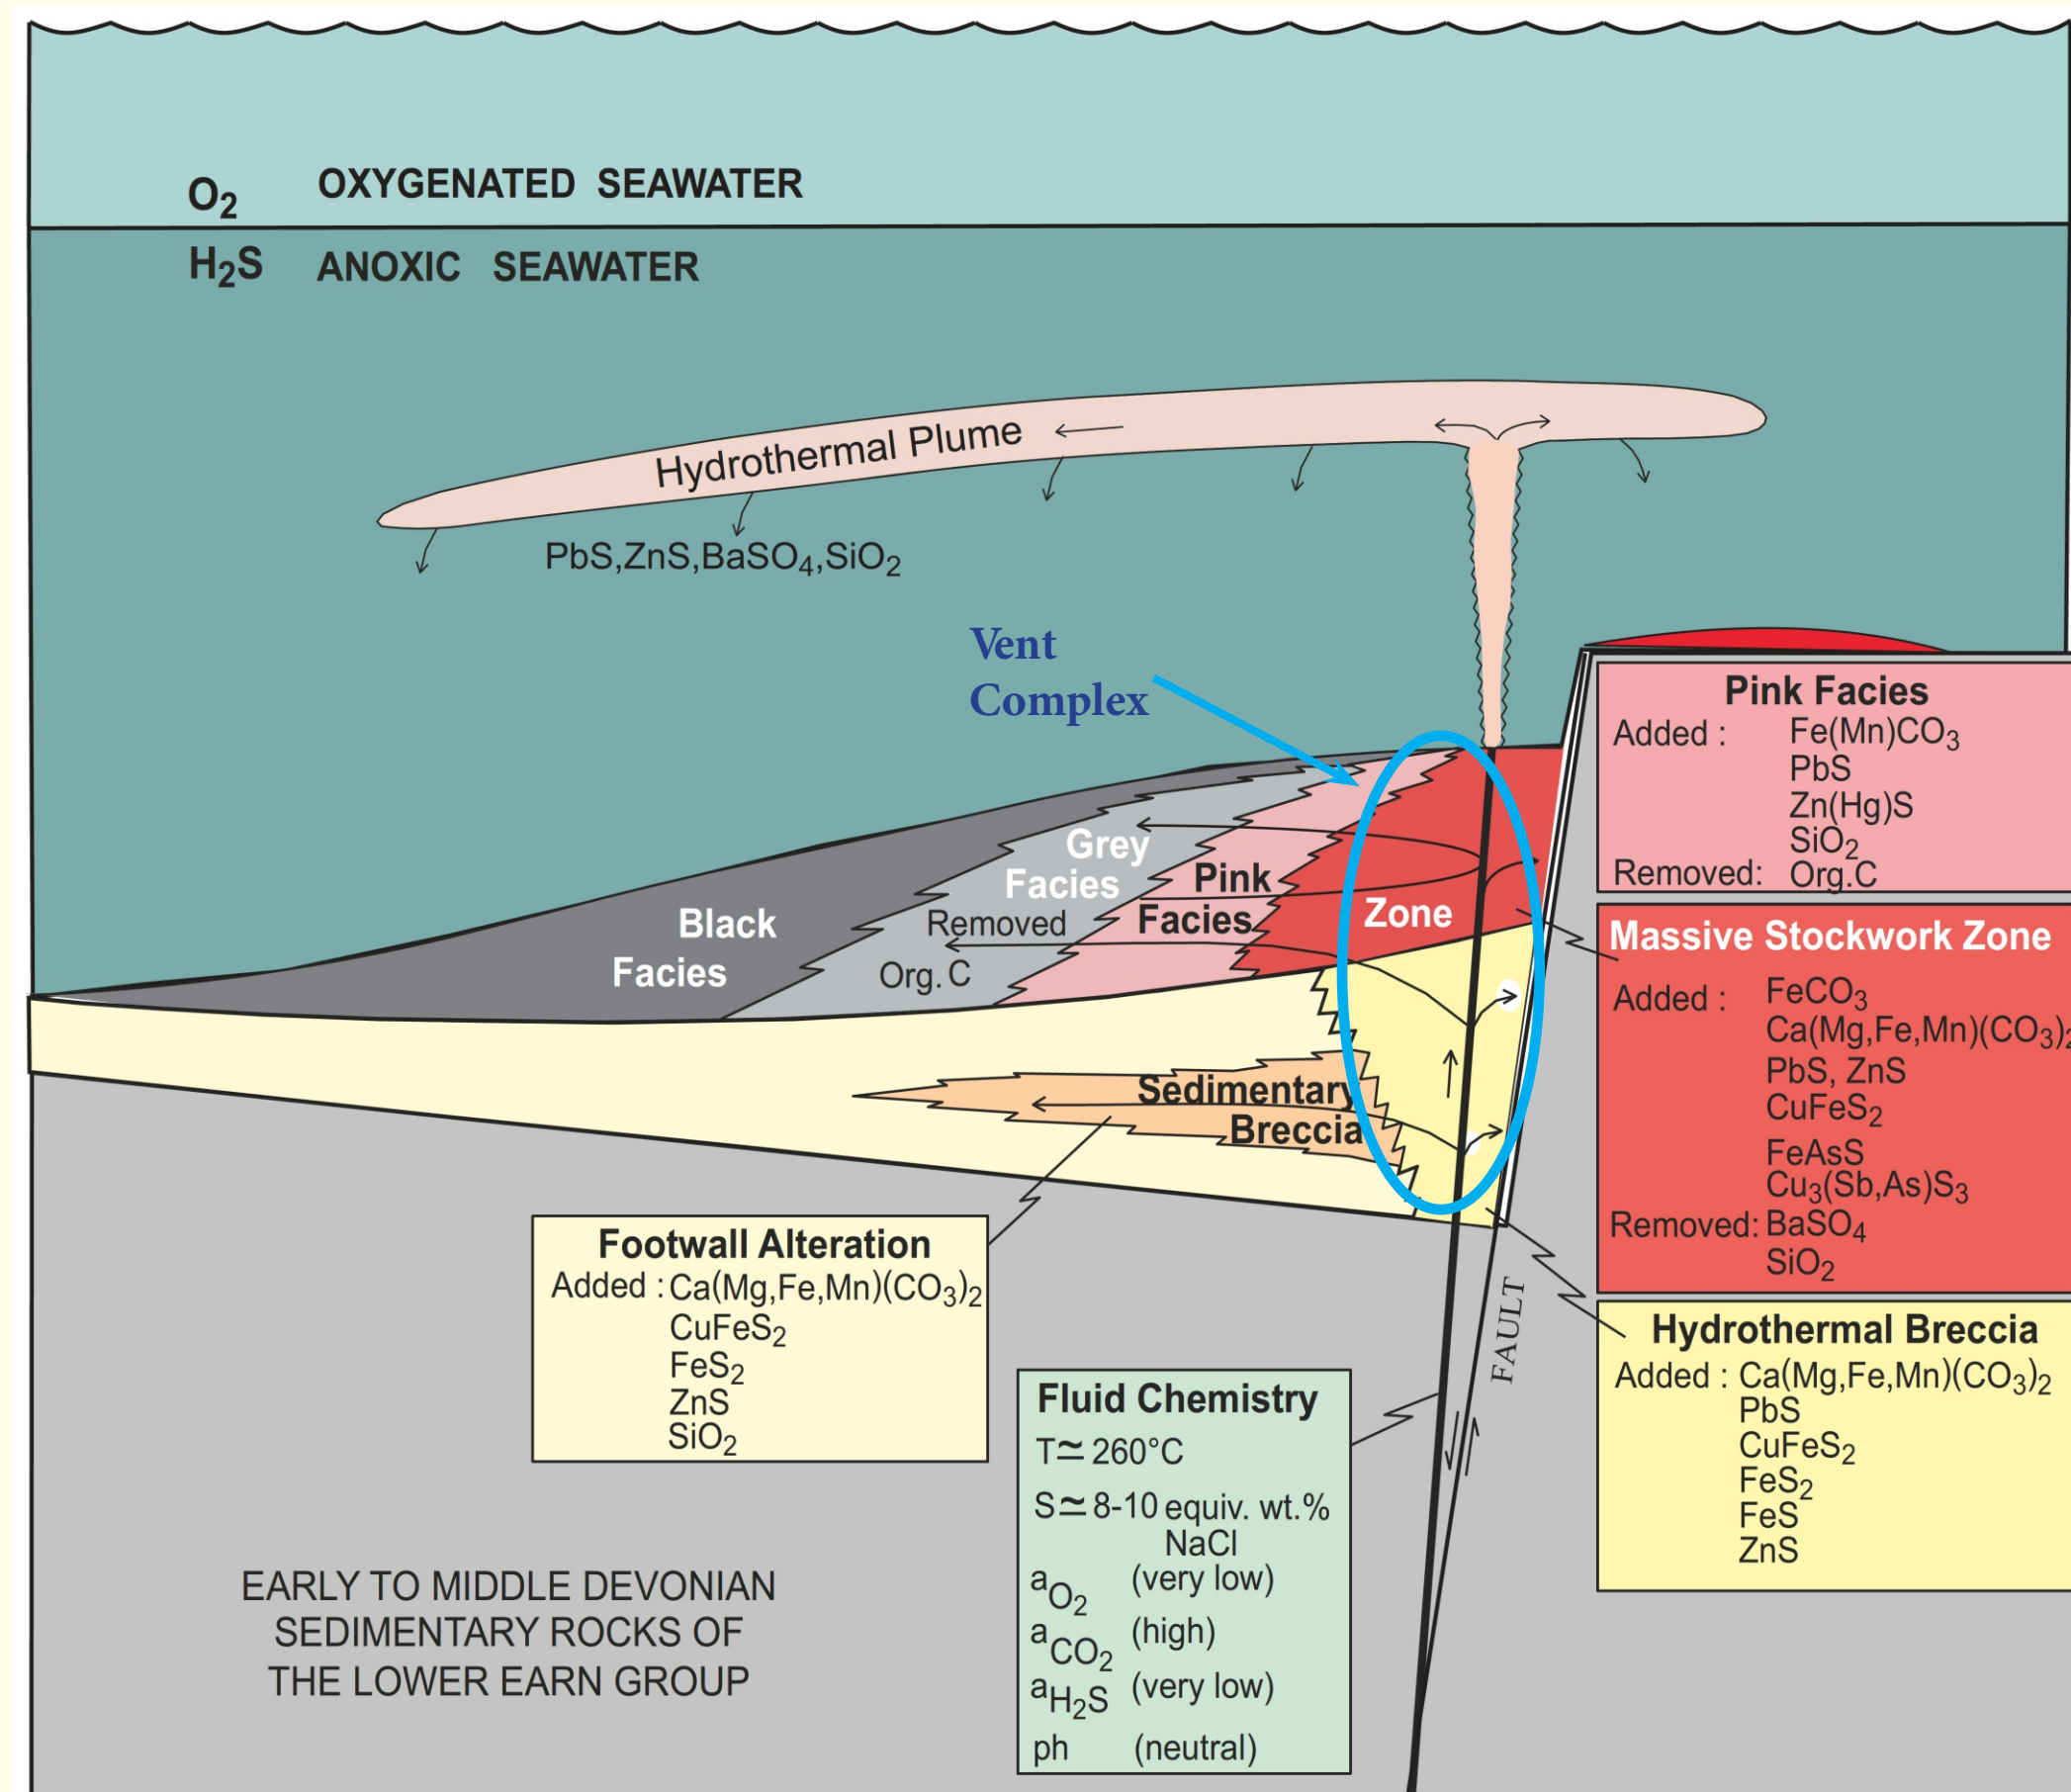 O₂ OXYGENATED SEAWATER
H₂S ANOXIC SEAWATER
Hydrothermal Plume
PbS,ZnS,BaSO₄,SiO₂
Vent
Complex
Grey
Facies
Removed
Org. C
Pink
Facies
Zone
Black
Facies
Sedimentary
Breccia
Pink Facies
Added : Fe(Mn)CO₃
PbS
Zn(Hg)S
SiO₂
Removed: Org.C
Massive Stockwork Zone
Added : FeCO₃
Ca(Mg,Fe,Mn)(CO₃)₂
PbS, ZnS
CuFeS₂
FeAsS
Cu₃(Sb,As)S₃
Removed: BaSO₄
SiO₂
Hydrothermal Breccia
Added : Ca(Mg,Fe,Mn)(CO₃)₂
PbS
CuFeS₂
FeS₂
FeS
ZnS
Footwall Alteration
Added : Ca(Mg,Fe,Mn)(CO₃)₂
CuFeS₂
FeS₂
ZnS
SiO₂
FAULT
Fluid Chemistry
T≃ 260°C
S≃ 8-10 equiv. wt.%
NaCl
a O₂ (very low)
a CO₂ (high)
a H₂S (very low)
ph (neutral)
EARLY TO MIDDLE DEVONIAN
SEDIMENTARY ROCKS OF
THE LOWER EARN GROUP